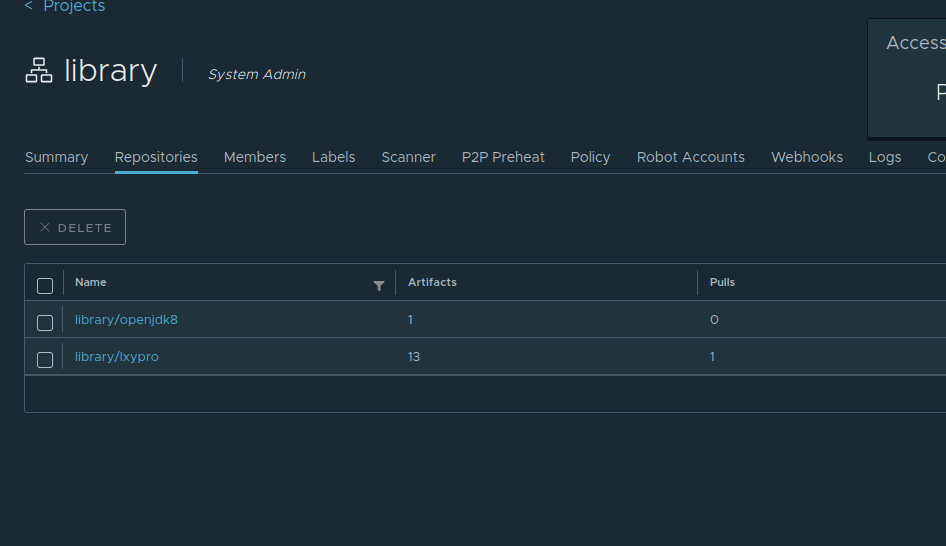 < Projects
library
System Admin
Access
P
Summary Repositories Members Labels Scanner P2P Preheat Policy Robot Accounts Webhooks Logs Co
× DELETE
Name Artifacts Pulls
library/openjdk8 1 0
library/lxypro 13 1